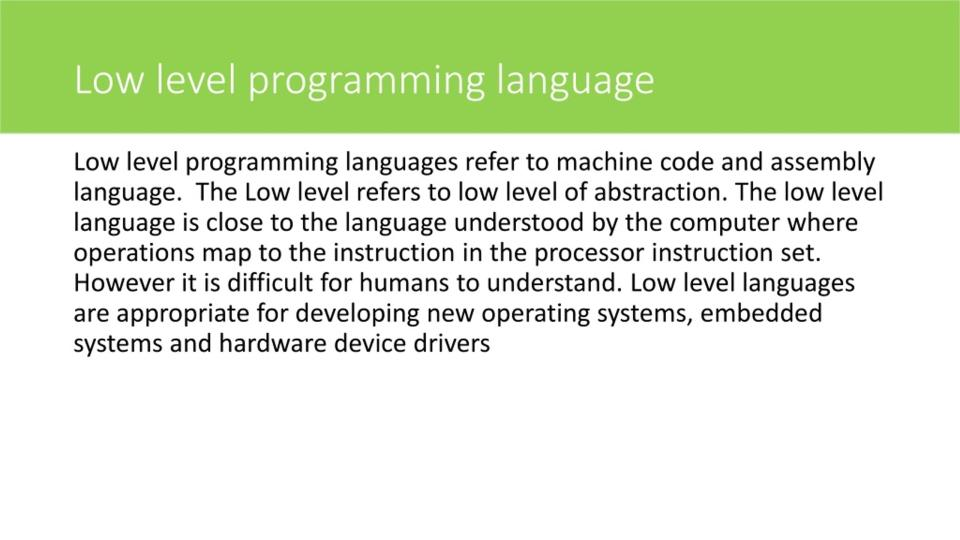 Low level programming language
Low level programming languages refer to machine code and assembly
language.  The Low level refers to low level of abstraction. The low level
language is close to the language understood by the computer where
operations map to the instruction in the processor instruction set.
However it is difficult for humans to understand. Low level languages
are appropriate for developing new operating systems, embedded
systems and hardware device drivers